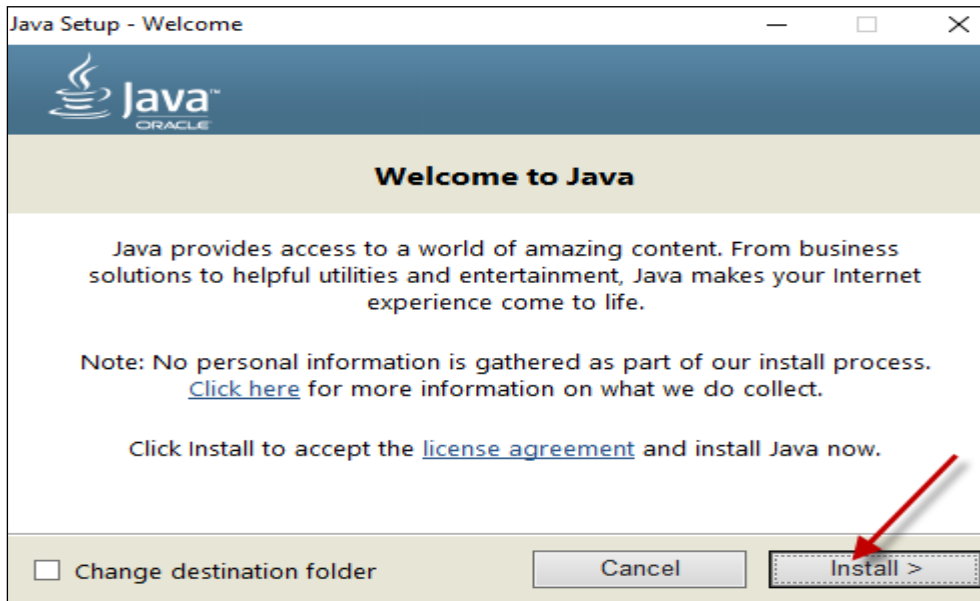 Java Setup - Welcome
Java™
ORACLE
Welcome to Java
Java provides access to a world of amazing content. From business
solutions to helpful utilities and entertainment, Java makes your Internet
experience come to life.
Note: No personal information is gathered as part of our install process.
Click here for more information on what we do collect.
Click Install to accept the license agreement and install Java now.
Change destination folder
Cancel
Install >